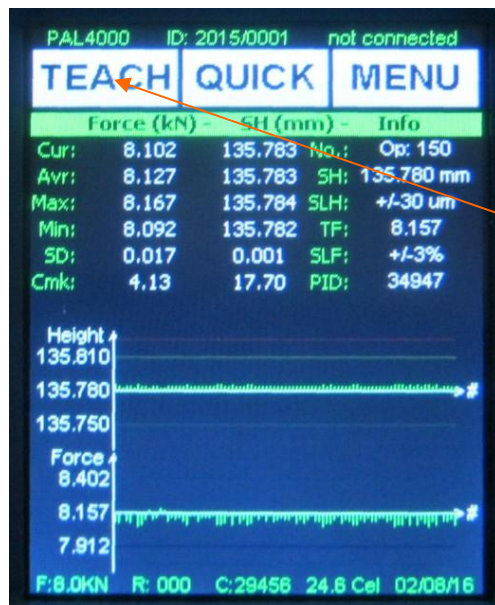 PAL4000 ID: 2015/0001 not connected
TEACH QUICK MENU
Force (kN) - SH (mm) - Info
Cur: 8.102 135.783 No.: Op: 150
Avr: 8.127 135.783 SH: 135.780 mm
Max: 8.167 135.784 SLH: +/-30 um
Min: 8.092 135.782 TF: 8.157
SD: 0.017 0.001 SLF: +/-3%
Cmk: 4.13 17.70 PID: 34947
Height
135.810
135.780 #
135.750
Force
8.402
8.157 #
7.912
F:8.0KN R: 000 C:29456 24.6 Cel 02/08/16